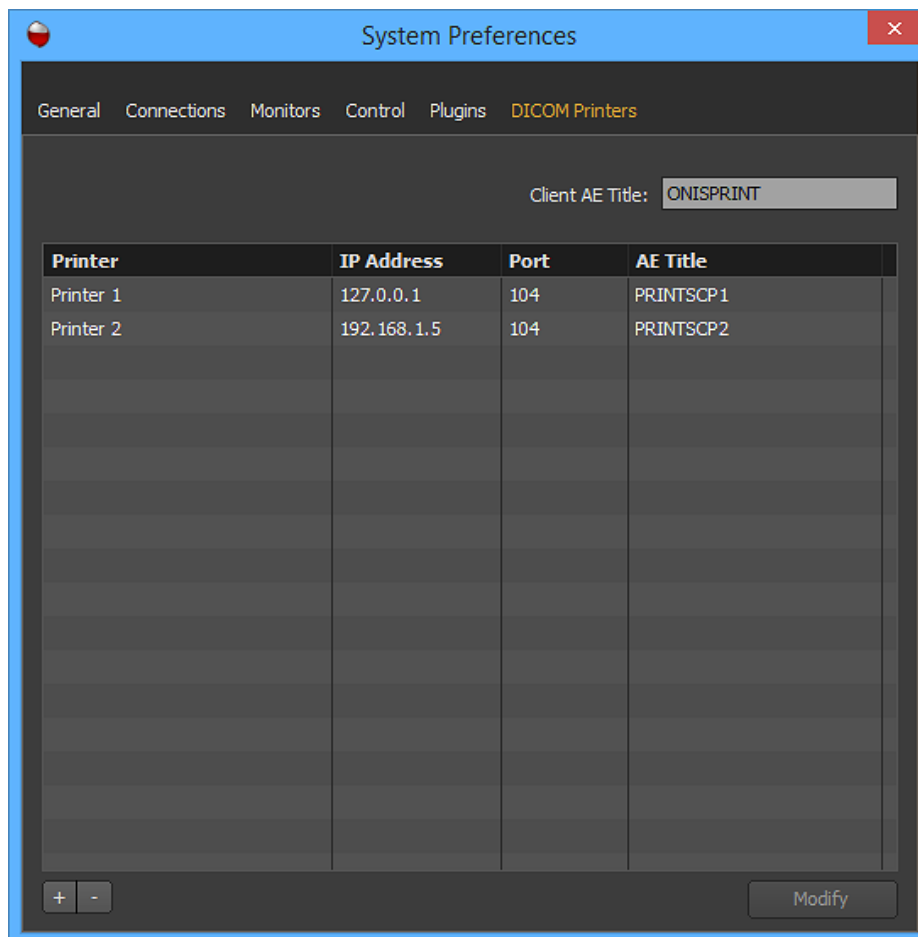 System Preferences
General Connections Monitors Control Plugins DICOM Printers
Client AE Title: ONISPRINT
Printer IP Address Port AE Title
Printer 1 127.0.0.1 104 PRINTSCP1
Printer 2 192.168.1.5 104 PRINTSCP2
+ - Modify